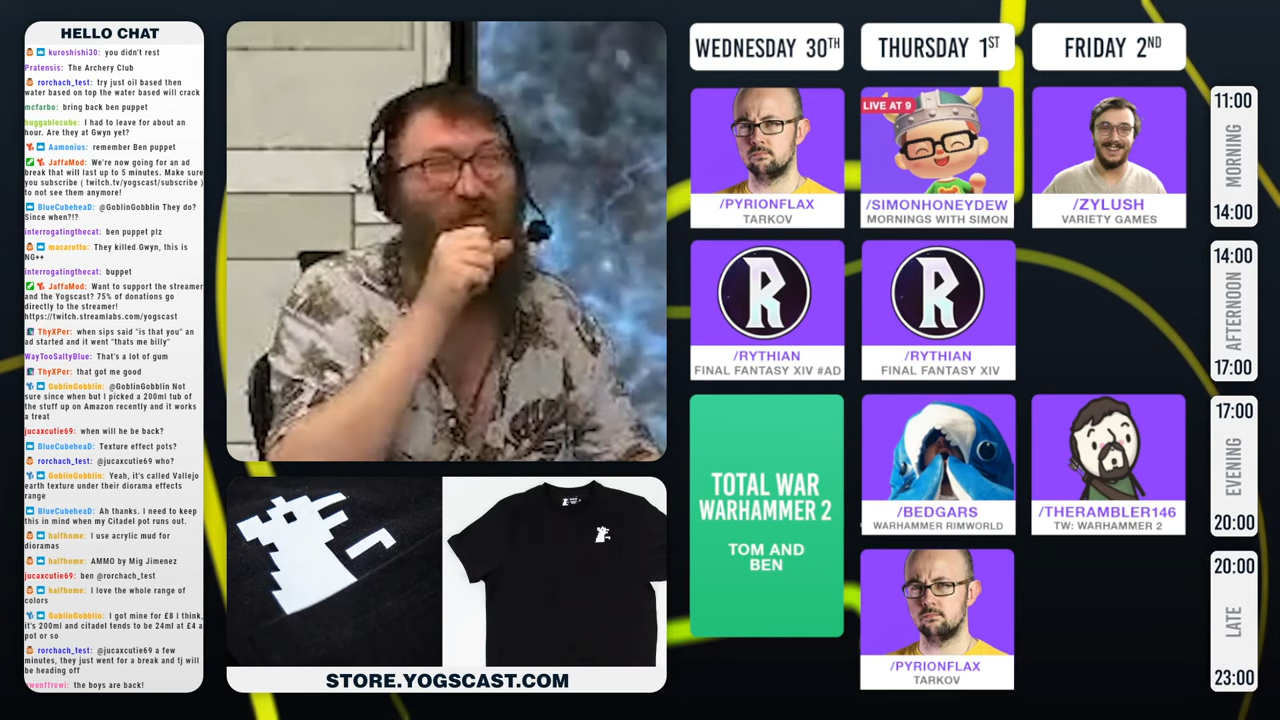 HELLO CHAT
kuroshishi30: you didn't rest
Pratensis: The Archery Club
rorchach_test: try just oil based then
water based on top the water based will crack
mcfarbo: bring back ben puppet
huggablecube: I had to leave for about an
hour. Are they at Gwyn yet?
Aamonius: remember Ben puppet
JaffaMod: We're now going for an ad
break that will last up to 5 minutes. Make sure
you subscribe ( twitch.tv/yogscast/subscribe )
to not see them anymore!
BlueCubeheaD: @GoblinGobblin They do?
Since when?!?
interrogatingthecat: ben puppet plz
macarotto: They killed Gwyn, this is
NG++
interrogatingthecat: buppet
JaffaMod: Want to support the streamer
and the Yogscast? 75% of donations go
directly to the streamer!
https://twitch.streamlabs.com/yogscast
ThyXPer: when sips said "is that you" an
ad started and it went "thats me billy"
WayTooSaltyBlue: That's a lot of gum
ThyXPer: that got me good
GoblinGobblin: @GoblinGobblin Not
sure since when but I picked a 200ml tub of
the stuff up on Amazon recently and it works
a treat
jucaxcutie69: when will he be back?
BlueCubeheaD: Texture effect pots?
rorchach_test: @jucaxcutie69 who?
GoblinGobblin: Yeah, it's called Vallejo
earth texture under their diorama effects
range
BlueCubeheaD: Ah thanks. I need to keep
this in mind when my Citadel pot runs out.
halfhome: I use acrylic mud for
dioramas
halfhome: AMMO by Mig Jimenez
jucaxcutie69: ben @rorchach_test
halfhome: I love the whole range of
colors
GoblinGobblin: I got mine for £8 I think,
it's 200ml and citadel tends to be 24ml at £4 a
pot or so
rorchach_test: @jucaxcutie69 a few
minutes, they just went for a break and tj will
be heading off
the boys are back!
STORE.YOGSCAST.COM
WEDNESDAY 30TH
THURSDAY 1ST
FRIDAY 2ND
/PYRIONFLAX
TARKOV
LIVE AT 9
/SIMONHONEYDEW
MORNINGS WITH SIMON
/ZYLUSH
VARIETY GAMES
11:00
MORNING
14:00
R
/RYTHIAN
FINAL FANTASY XIV #AD
R
/RYTHIAN
FINAL FANTASY XIV
14:00
AFTERNOON
17:00
TOTAL WAR
WARHAMMER 2
TOM AND
BEN
/BEDGARS
WARHAMMER RIMWORLD
/THERAMBLER146
TW: WARHAMMER 2
17:00
EVENING
20:00
/PYRIONFLAX
TARKOV
20:00
LATE
23:00